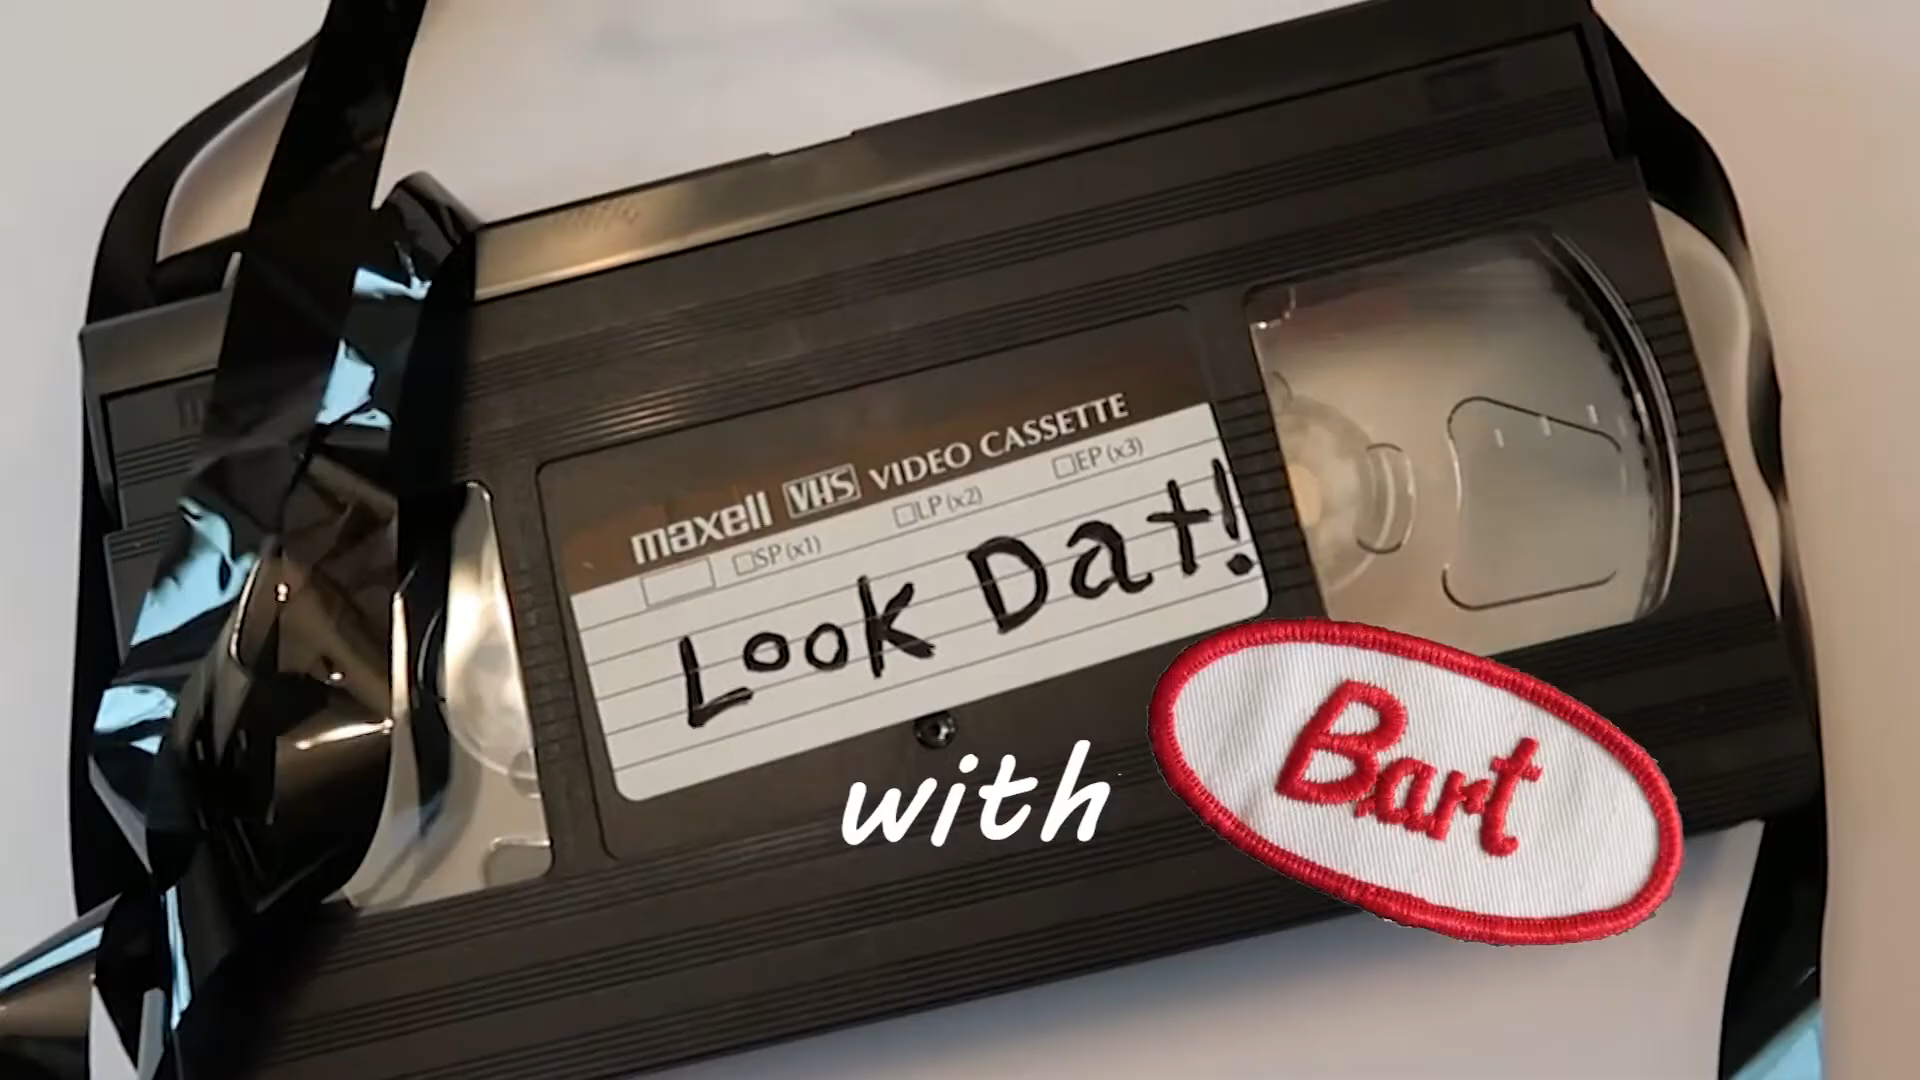 maxell VHS VIDEO CASSETTE
SP (x1) LP (x2) EP (x3)
Look Dat!
with Bart